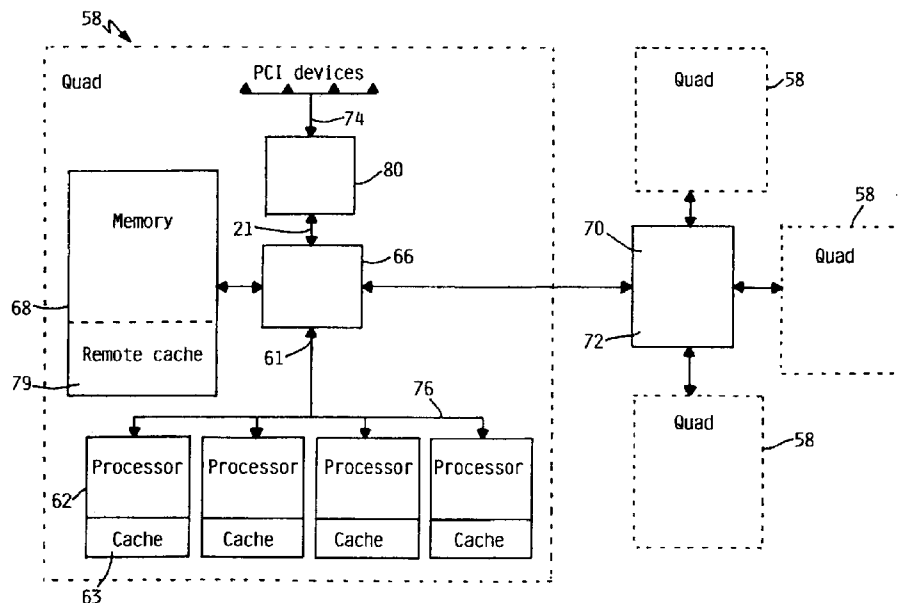 58
Quad
PCI devices
74
80
21
66
Memory
68
Remote cache
79
61
76
Processor Processor Processor Processor
62
Cache Cache Cache Cache
63
Quad
58
58
Quad
70
72
Quad
58